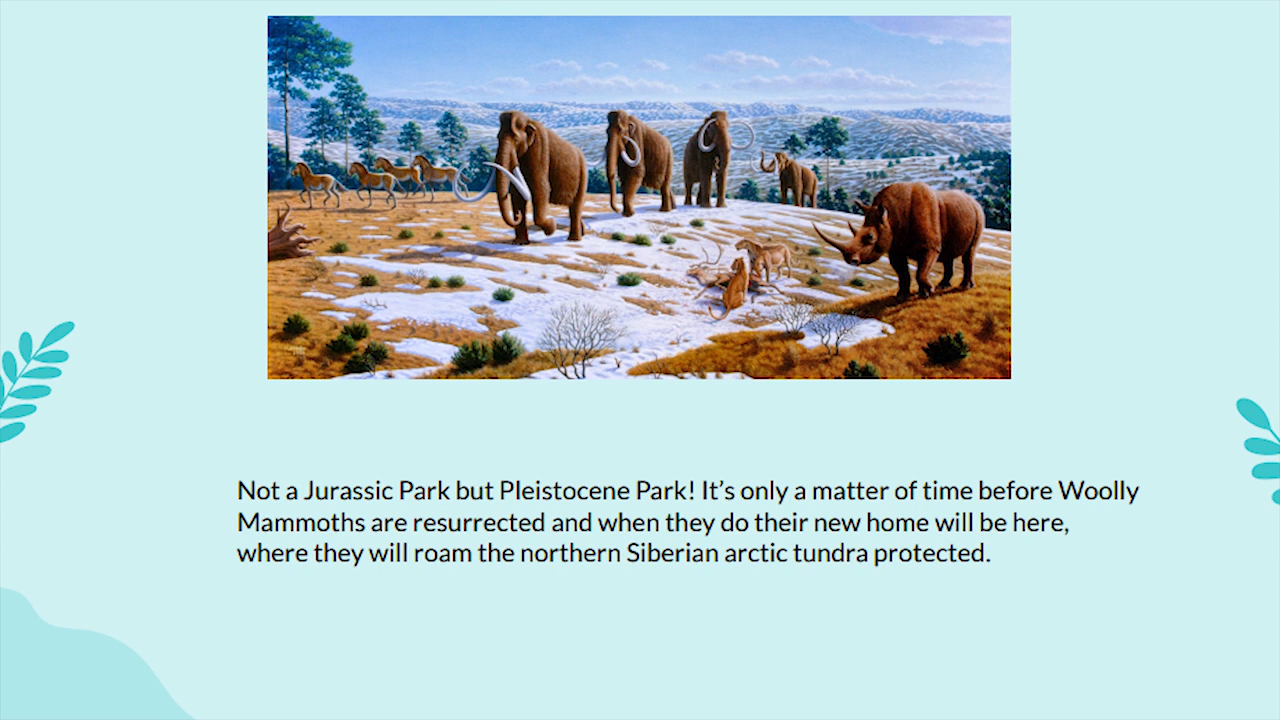 Not a Jurassic Park but Pleistocene Park! It’s only a matter of time before Woolly
Mammoths are resurrected and when they do their new home will be here,
where they will roam the northern Siberian arctic tundra protected.